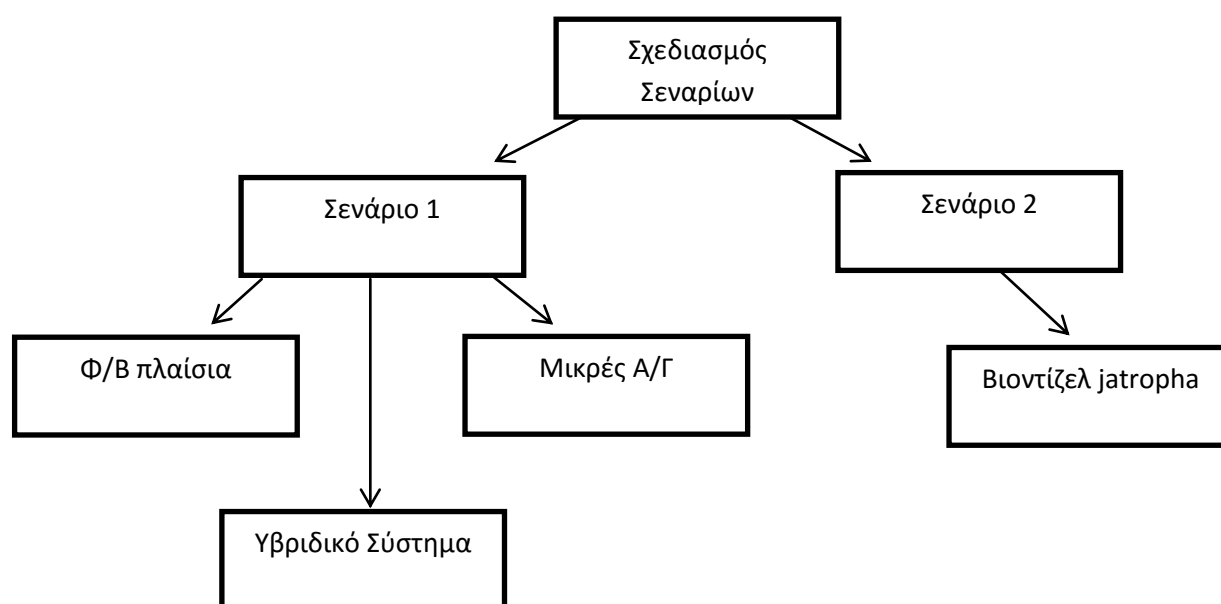 Σχεδιασμός
Σεναρίων
Σενάριο 1
Σενάριο 2
Φ/Β πλαίσια
Μικρές Α/Γ
Βιοντίζελ jatropha
Υβριδικό Σύστημα